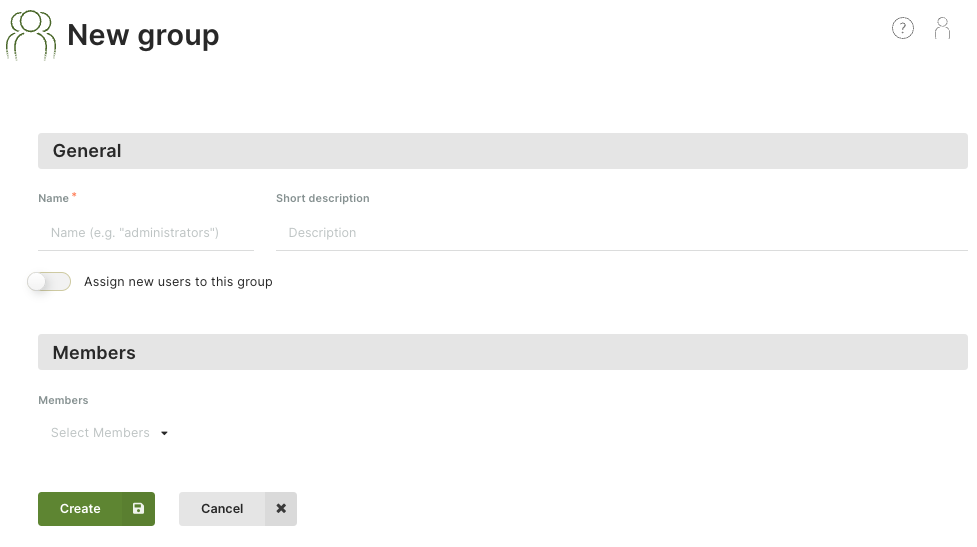 New group
?
General
Name *
Short description
Name (e.g. "administrators")
Description
Assign new users to this group
Members
Members
Select Members
Create
Cancel